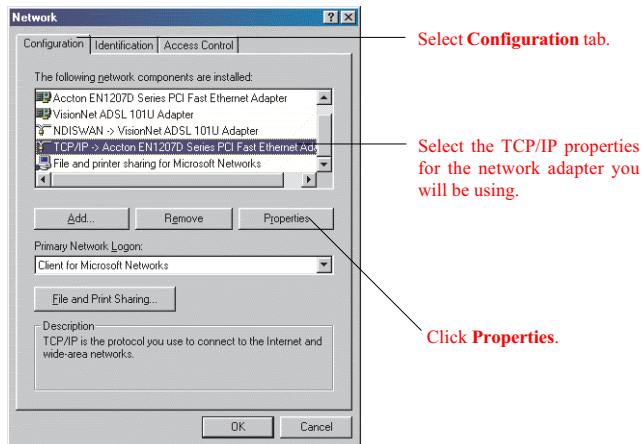 Network
Configuration Identification Access Control
Select Configuration tab.
The following network components are installed:
Accton EN1207D Series PCI Fast Ethernet Adapter
VisionNet ADSL 101U Adapter
NDISWAN -> VisionNet ADSL 101U Adapter
TCP/IP -> Accton EN1207D Series PCI Fast Ethernet Ada
File and printer sharing for Microsoft Networks
Select the TCP/IP properties
for the network adapter you
will be using.
Add... Remove Properties
Primary Network Logon:
Client for Microsoft Networks
File and Print Sharing...
Description
TCP/IP is the protocol you use to connect to the Internet and
wide-area networks.
Click Properties.
OK Cancel